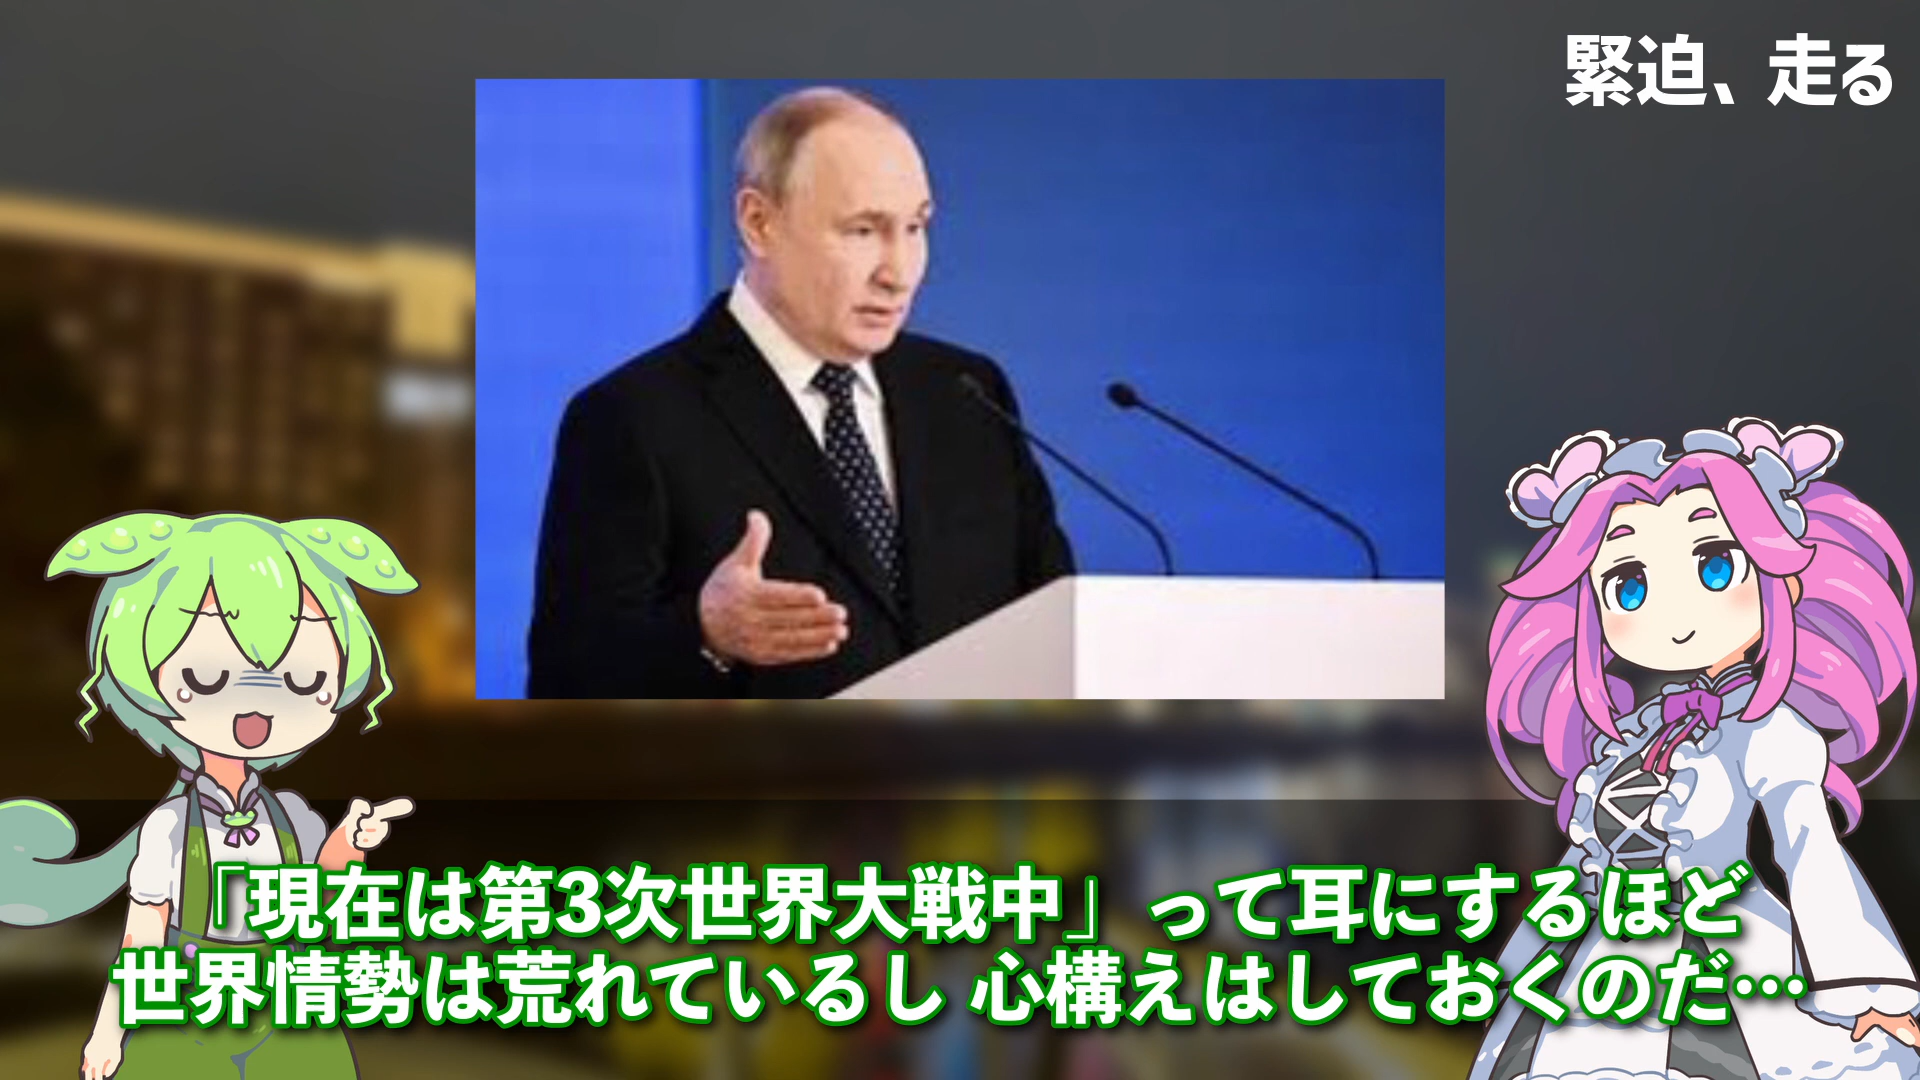 緊迫、走る
「現在は第3次世界大戦中」って耳にするほど
世界情勢は荒れているし 心構えはしておくのだ…